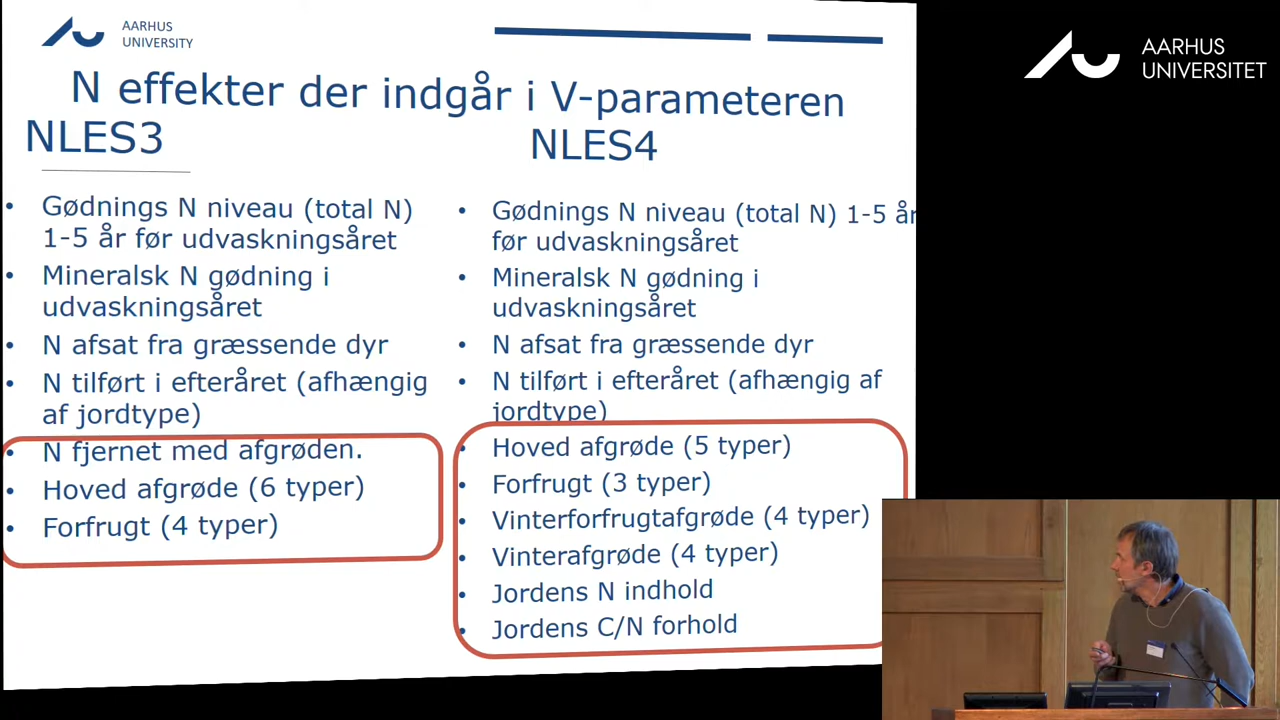 AARHUS
UNIVERSITY
N effekter der indgår i V-parameteren
NLES3
Gødnings N niveau (total N)
1-5 år før udvaskningsåret
Mineralsk N gødning i
udvaskningsåret
N afsat fra græssende dyr
N tilført i efteråret (afhængig
af jordtype)
N fjernet med afgrøden.
Hoved afgrøde (6 typer)
Forfrugt (4 typer)
NLES4
Gødnings N niveau (total N) 1-5 år
før udvaskningsåret
Mineralsk N gødning i
udvaskningsåret
N afsat fra græssende dyr
N tilført i efteråret (afhængig af
jordtype)
Hoved afgrøde (5 typer)
Forfrugt (3 typer)
Vinterforfrugtafgrøde (4 typer)
Vinterafgrøde (4 typer)
Jordens N indhold
Jordens C/N forhold
AARHUS
UNIVERSITET